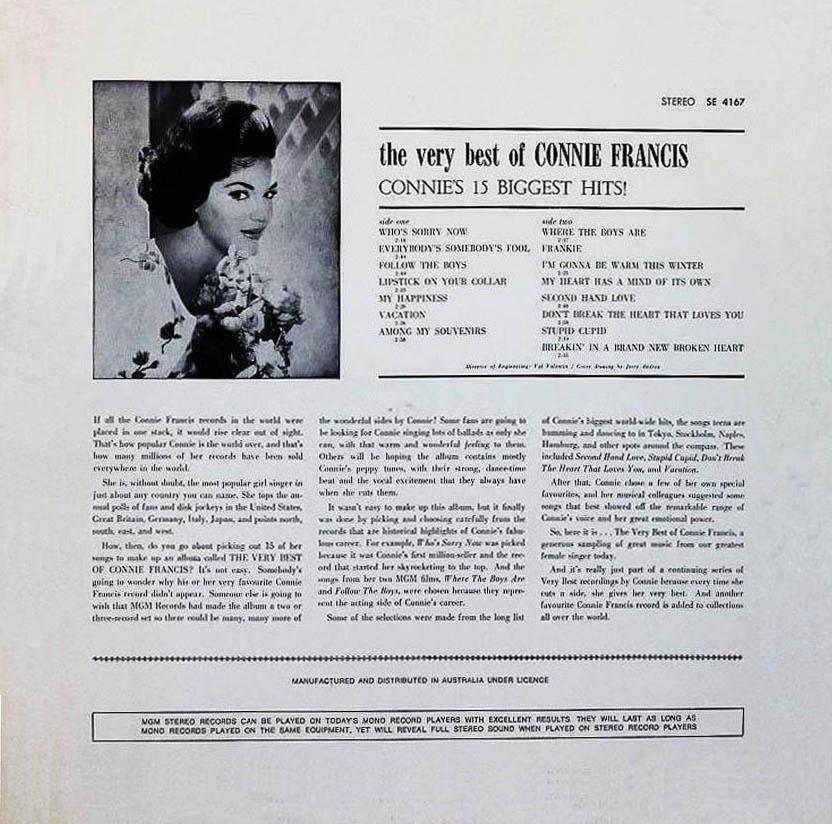 STEREO SE 4167
the very best of CONNIE FRANCIS
CONNIE'S 15 BIGGEST HITS!
side one
WHO'S SORRY NOW
2:18
EVERYBODY'S SOMEBODY'S FOOL
FOLLOW THE BOYS
LIPSTICK ON YOUR COLLAR
MY HAPPINESS
VACATION
AMONG MY SOUVENIRS
side two
WHERE THE BOYS ARE
FRANKIE
I'M GONNA BE WARM THIS WINTER
MY HEART HAS A MIND OF ITS OWN
SECOND HAND LOVE
DON'T BREAK THE HEART THAT LOVES YOU
STUPID CUPID
BREAKIN' IN A BRAND NEW BROKEN HEART
Director of Engineering: Val Valentin / Cover
If all the Connie Francis records in the world were
placed in one stack, it would rise clear out of sight.
That's how popular Connie is the world over, and that's
how many millions of her records have been sold
everywhere in the world.
She is, without doubt, the most popular girl singer in
just about any country you can name. She tops the an-
nual polls of fans and disk jockeys in the United States,
Great Britain, Germany, Italy, Japan, and points north,
south, east, and west.
How, then, do you go about picking out 15 of her
songs to make up an album called THE VERY BEST
OF CONNIE FRANCIS? It's not easy. Somebody's
going to wonder why his or her very favourite Connie
Francis record didn't appear. Someone else is going to
wish that MGM Records had made the album a two or
three-record set so there could be many, many more of
the wonderful sides by Connie! Some fans are going to
be looking for Connie singing lots of ballads as only she
can, with that warm and wonderful feeling to them.
Others will be hoping the album contains mostly
Connie's peppy tunes, with their strong, dance-time
beat and the vocal excitement that they always have
when she cuts them.
It wasn't easy to make up this album, but it finally
was done by picking and choosing carefully from the
records that are historical highlights of Connie's fabu-
lous career. For example, Who's Sorry Now was picked
because it was Connie's first million-seller and the rec-
ord that started her skyrocketing to the top. And the
songs from her two MGM films, Where The Boys Are
and Follow The Boys, were chosen because they repre-
sent the acting side of Connie's career.
Some of the selections were made from the long list
of Connie's biggest world-wide hits, the songs teens are
humming and dancing to in Tokyo, Stockholm, Naples,
Hamburg, and other spots around the compass. These
included Second Hand Love, Stupid Cupid, Don't Break
The Heart That Loves You, and Vacation.
After that, Connie chose a few of her own special
favourites, and her musical colleagues suggested some
songs that best showed off the remarkable range of
Connie's voice and her great emotional power.
So, here it is . . . The Very Best of Connie Francis, a
generous sampling of great music from our greatest
female singer today.
And it's really just part of a continuing series of
Very Best recordings by Connie because every time she
cuts a side, she gives her very best. And another
favourite Connie Francis record is added to collections
all over the world.
MANUFACTURED AND DISTRIBUTED IN AUSTRALIA UNDER LICENCE
MGM STEREO RECORDS CAN BE PLAYED ON TODAY'S MONO RECORD PLAYERS WITH EXCELLENT RESULTS. THEY WILL LAST AS LONG AS
MONO RECORDS PLAYED ON THE SAME EQUIPMENT, YET WILL REVEAL FULL STEREO SOUND WHEN PLAYED ON STEREO RECORD PLAYERS